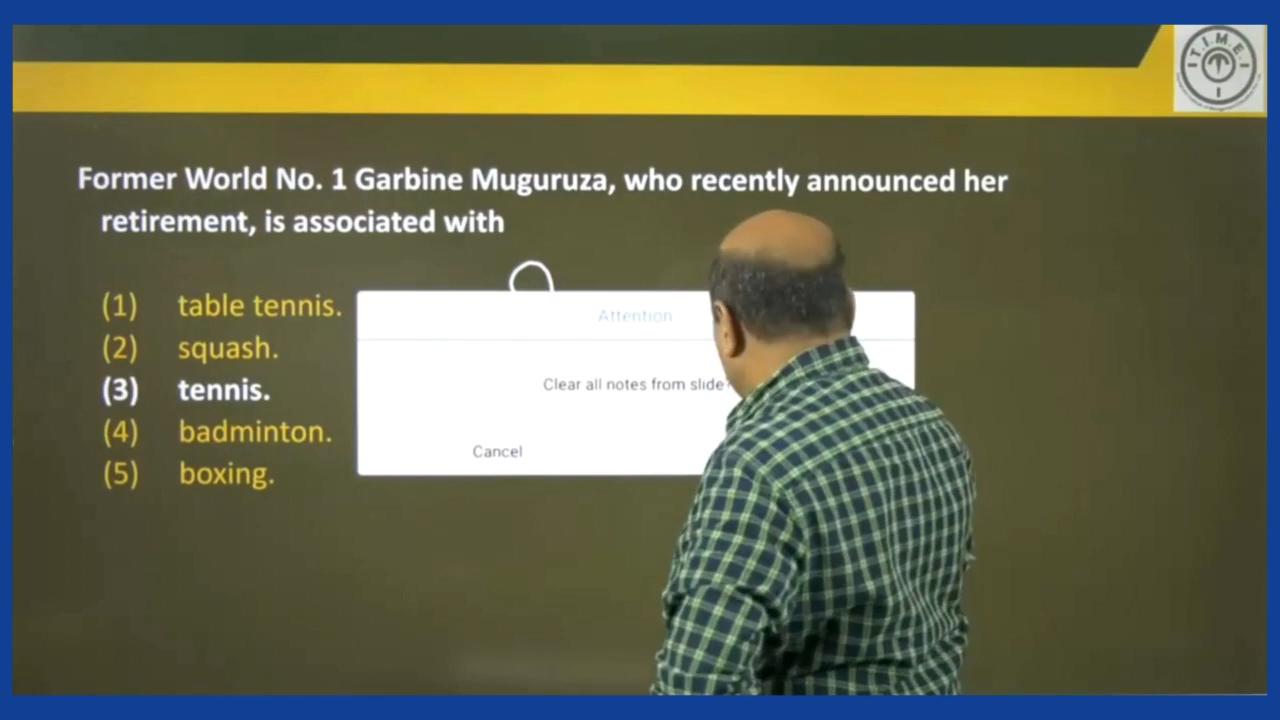 T.I.M.E.
Former World No. 1 Garbine Muguruza, who recently announced her
retirement, is associated with
(1) table tennis.
(2) squash.
(3) tennis.
(4) badminton.
(5) boxing.
Attention
Clear all notes from slide?
Cancel